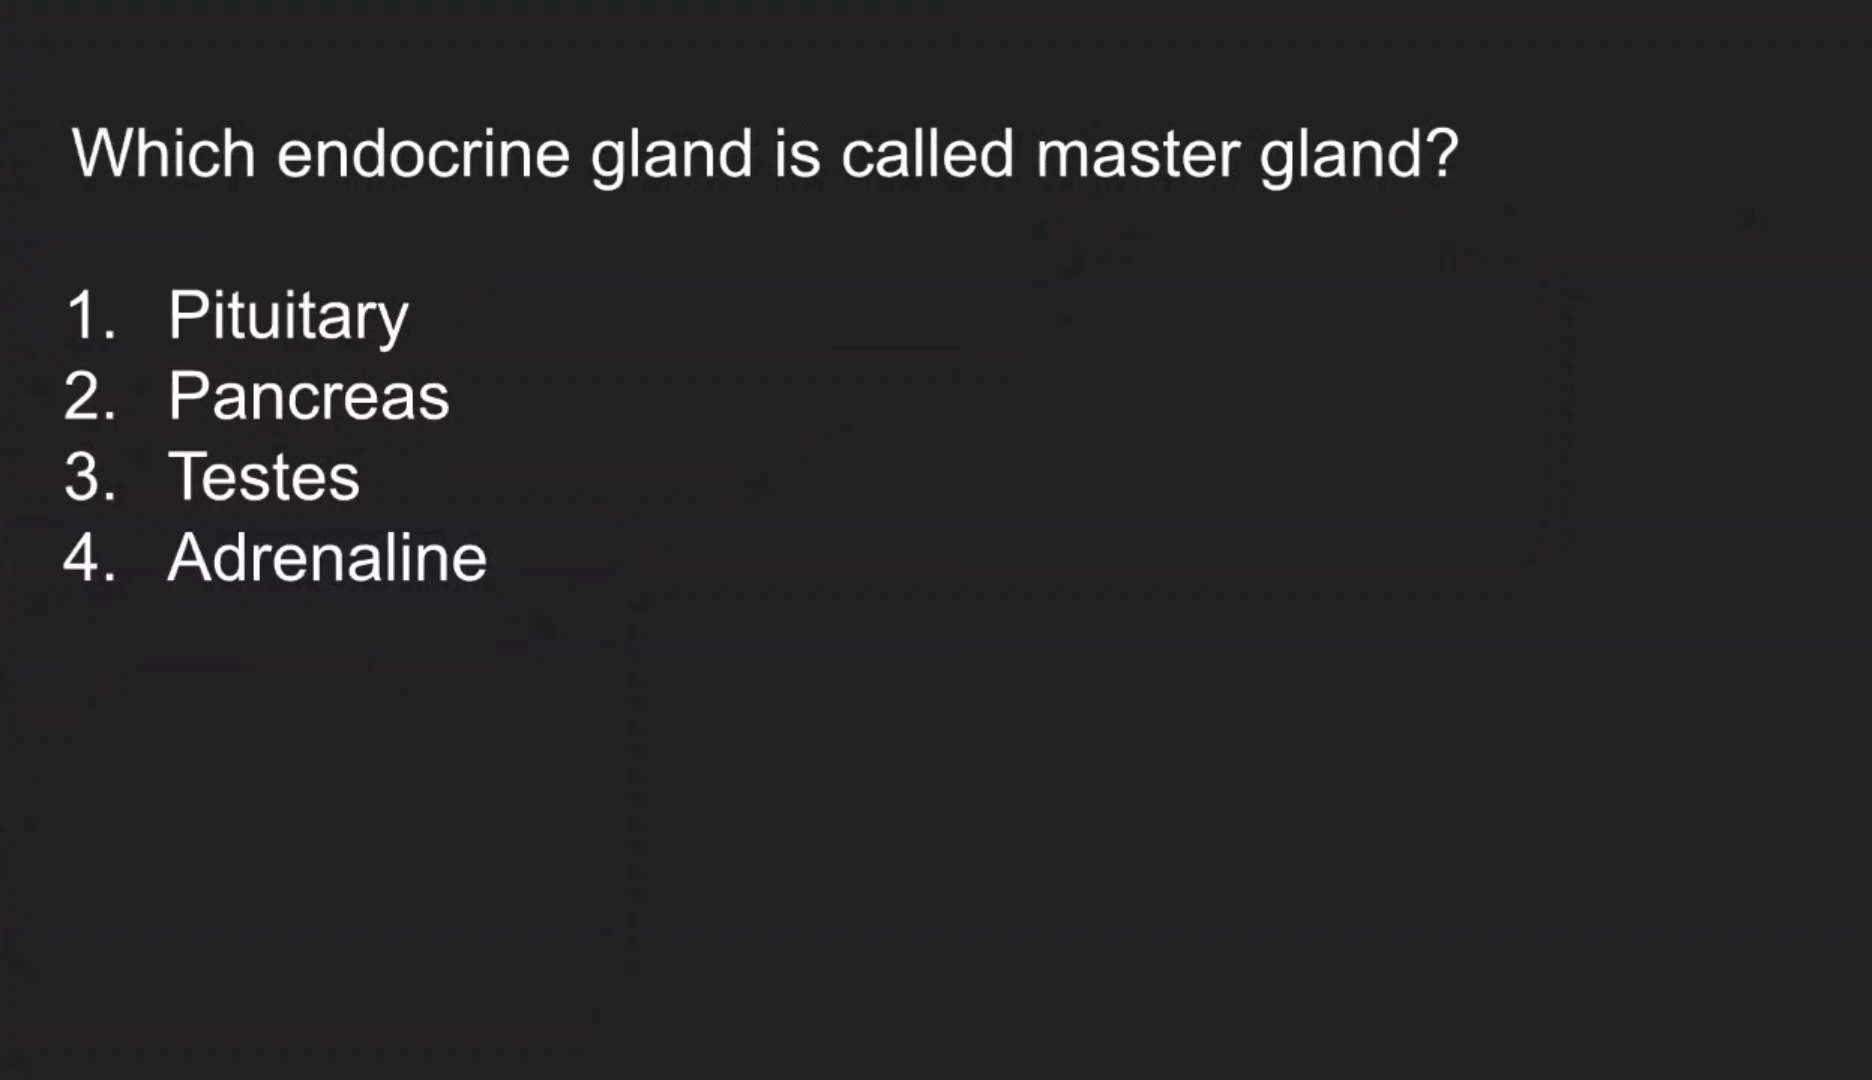 Which endocrine gland is called master gland?
1. Pituitary
2. Pancreas
3. Testes
4. Adrenaline